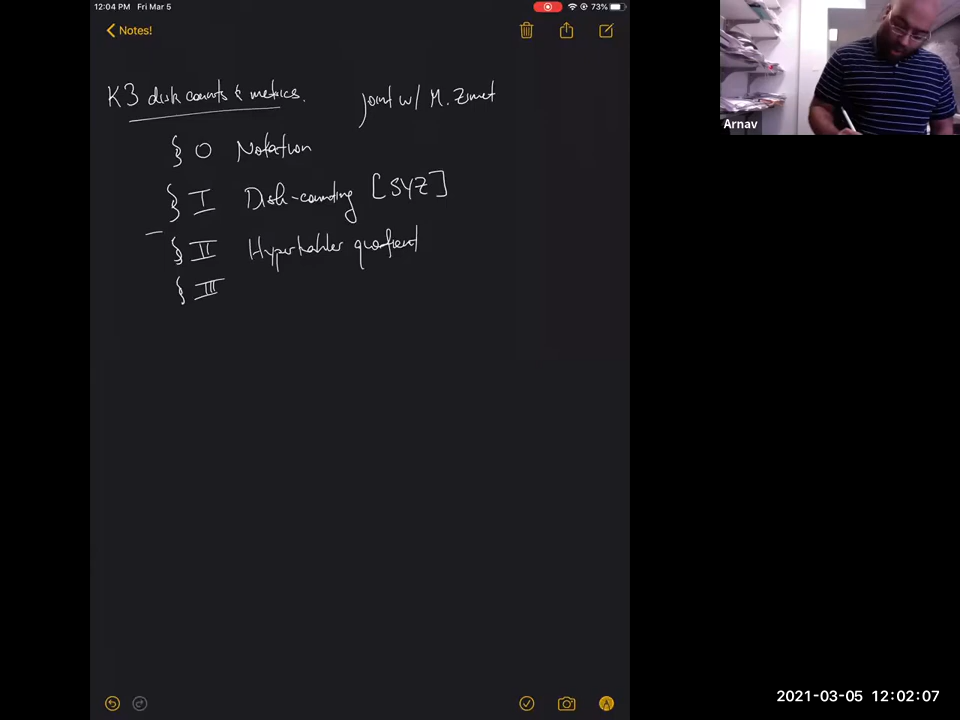 12:04 PM Fri Mar 5
73%
Notes!
K3 disk counts & metrics. joint w/ M. Zimet
§ 0 Notation
§ I Disk-counting [SYZ]
§ II Hyperkahler quotient
§ III
Arnav
2021-03-05 12:02:07